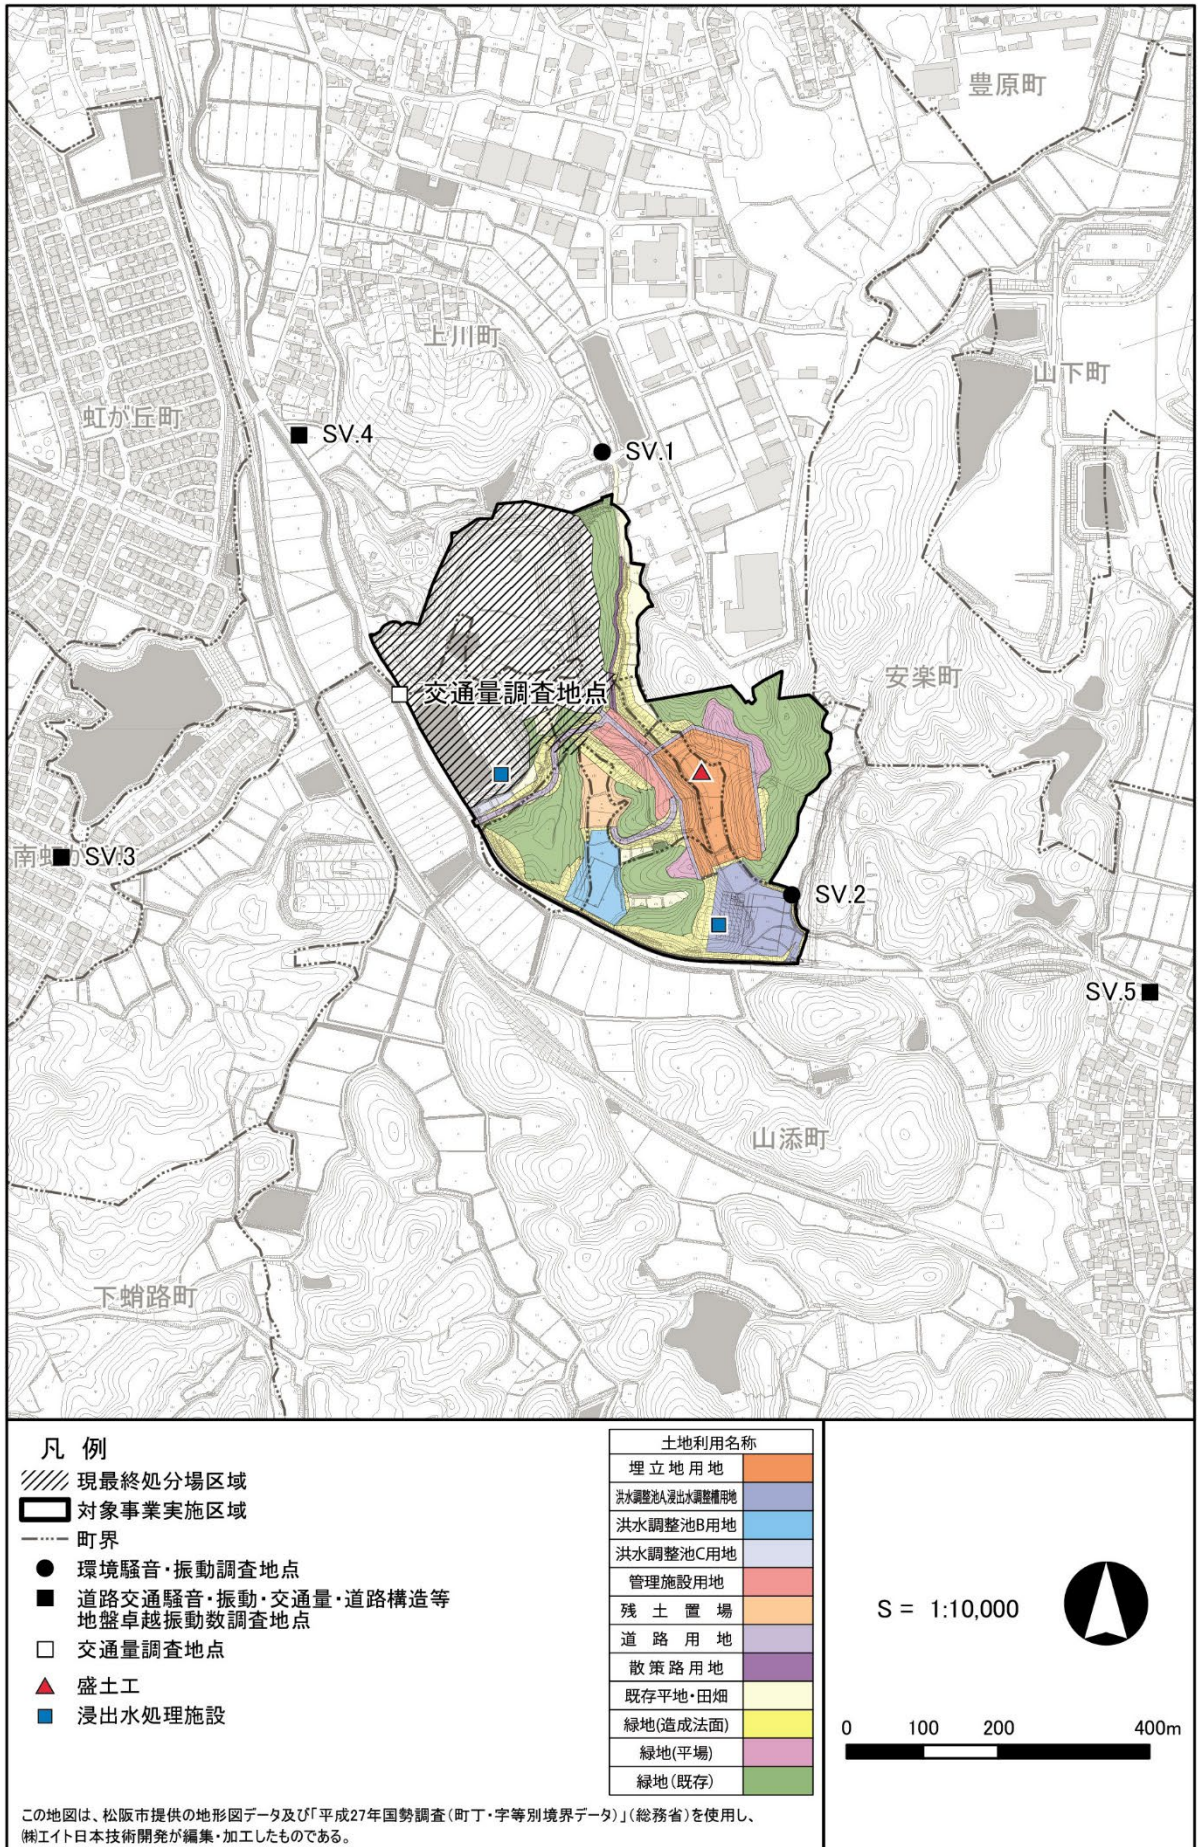 豊原町
上川町
山下町
虹が丘町
SV.4
SV.1
安楽町
交通量調査地点
SV.3
SV.2
SV.5
山添町
下蛸路町
凡 例
現最終処分場区域
対象事業実施区域
町界
環境騒音・振動調査地点
道路交通騒音・振動・交通量・道路構造等
地盤卓越振動数調査地点
交通量調査地点
盛土工
浸出水処理施設
土地利用名称
埋立地用地
洪水調整池A,浸出水調整槽用地
洪水調整池B用地
洪水調整池C用地
管理施設用地
残土置場
道路用地
散策路用地
既存平地・田畑
緑地(造成法面)
緑地(平場)
緑地(既存)
S = 1:10,000
0 100 200 400m
この地図は、松阪市提供の地形図データ及び「平成27年国勢調査(町丁・字等別境界データ)」(総務省)を使用し、
㈱エイト日本技術開発が編集・加工したものである。